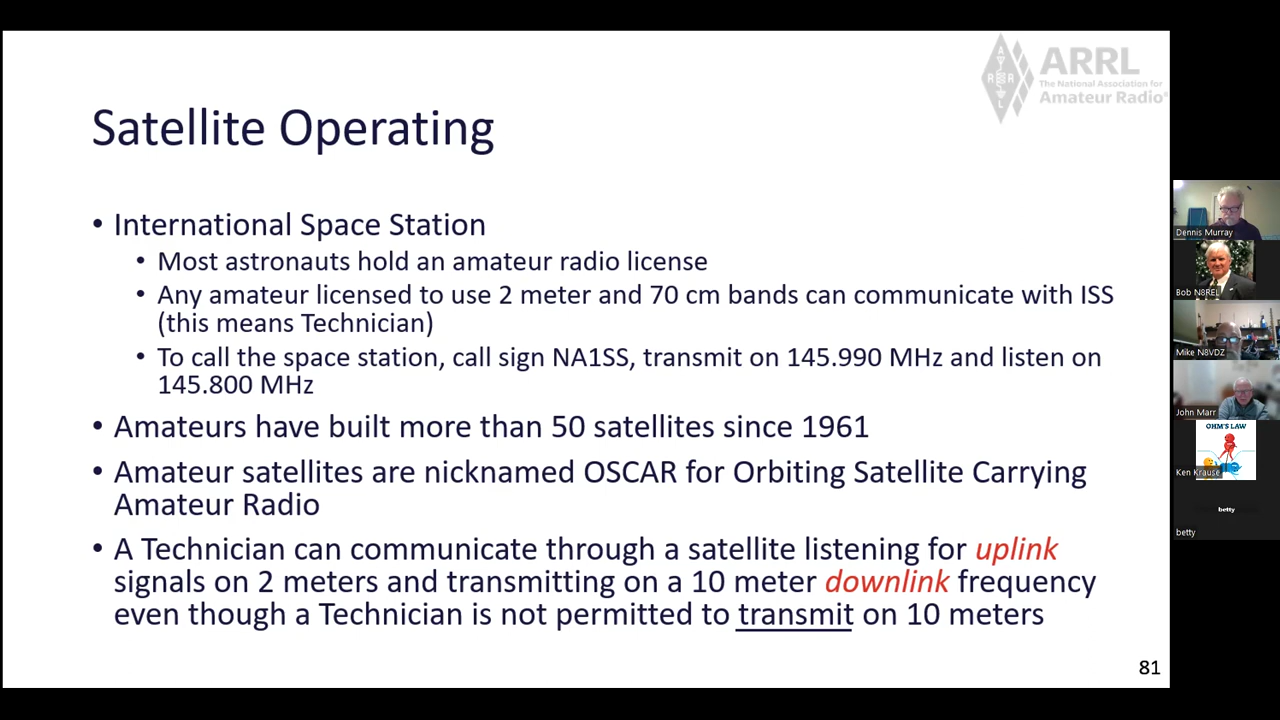 ARRL
The National Association for
Amateur Radio®
Satellite Operating
• International Space Station
• Most astronauts hold an amateur radio license
• Any amateur licensed to use 2 meter and 70 cm bands can communicate with ISS
(this means Technician)
• To call the space station, call sign NA1SS, transmit on 145.990 MHz and listen on
145.800 MHz
• Amateurs have built more than 50 satellites since 1961
• Amateur satellites are nicknamed OSCAR for Orbiting Satellite Carrying
Amateur Radio
• A Technician can communicate through a satellite listening for uplink
signals on 2 meters and transmitting on a 10 meter downlink frequency
even though a Technician is not permitted to transmit on 10 meters
81
Dennis Murray
Bob N8REL
Mike N8VDZ
John Marr
OHM'S LAW
Ken Krause
betty
betty